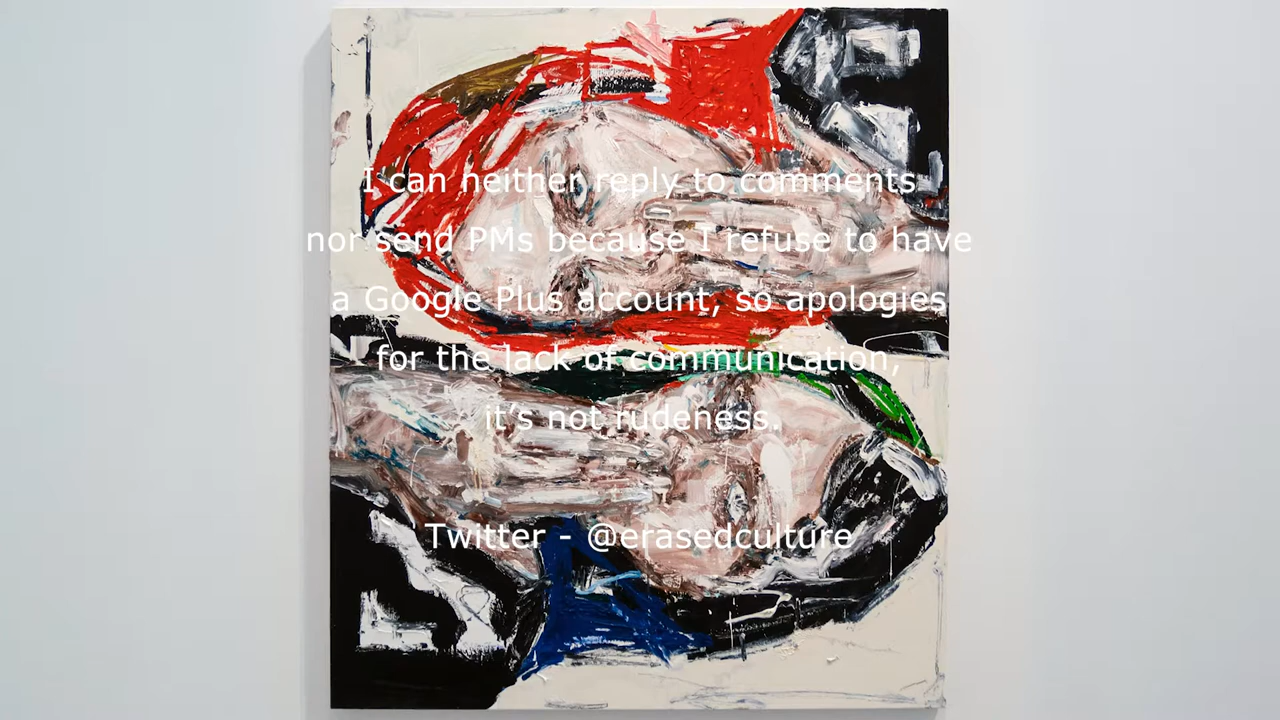 I can neither reply to comments
nor send PMs because I refuse to have
a Google Plus account, so apologies
for the lack of communication,
it's not rudeness.
Twitter - @erasedculture